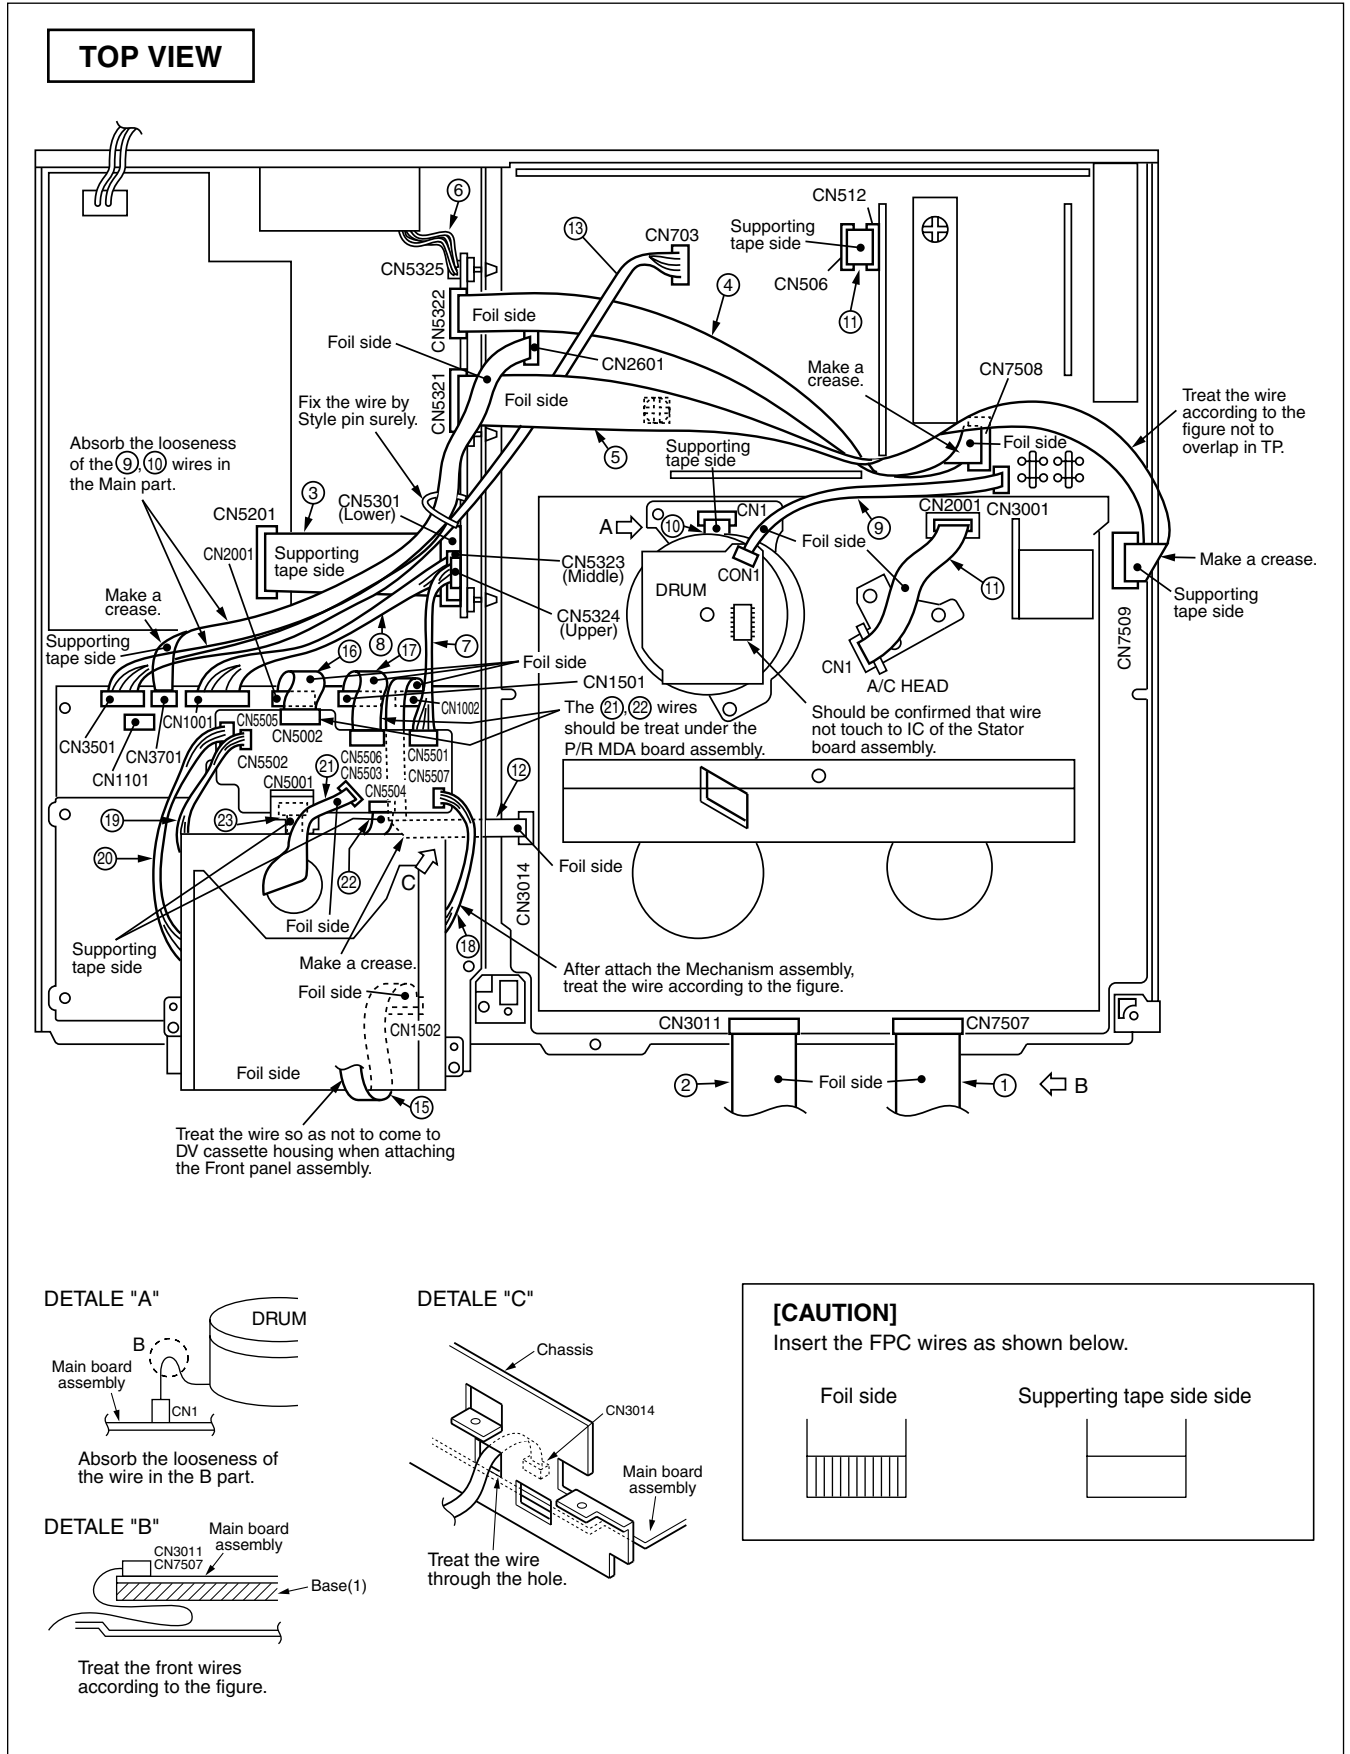 TOP VIEW
6
13
CN703
CN512
Supporting
tape side
CN506
11
CN5325
CN5322
Foil side
4
Foil side
CN2601
Make a
crease.
CN7508
CN5321
Foil side
Fix the wire by
Style pin surely.
Treat the wire
according to the
figure not to
overlap in TP.
Absorb the looseness
of the 9, 10 wires in
the Main part.
5
Supporting
tape side
Foil side
3
CN5201
CN5301
(Lower)
A
10
CN1
9
CN2001
CN3001
CN2001
Supporting
tape side
CN5323
(Middle)
Foil side
CON1
DRUM
11
Make a crease.
Make a
crease.
CN5324
(Upper)
Supporting
tape side
CN7509
Supporting
tape side
8
7
16
17
Foil side
CN1
A/C HEAD
CN1501
CN1001
CN5505
CN5002
CN1002
The 21, 22 wires
should be treat under the
P/R MDA board assembly.
Should be confirmed that wire
not touch to IC of the Stator
board assembly.
CN3501
CN3701
CN1101
CN5502
CN5506
CN5503
CN5501
CN5507
CN5001
21
CN5504
12
19
23
20
22
C
CN3014
Foil side
Foil side
Supporting
tape side
18
Make a crease.
After attach the Mechanism assembly,
treat the wire according to the figure.
Foil side
CN1502
CN3011
CN7507
Foil side
2
Foil side
1
B
15
Treat the wire so as not to come to
DV cassette housing when attaching
the Front panel assembly.
DETALE "A"
DRUM
B
Main board
assembly
CN1
Absorb the looseness of
the wire in the B part.
DETALE "B"
Main board
assembly
CN3011
CN7507
Base(1)
Treat the front wires
according to the figure.
DETALE "C"
Chassis
CN3014
Main board
assembly
Treat the wire
through the hole.
[CAUTION]
Insert the FPC wires as shown below.
Foil side
Supperting tape side side